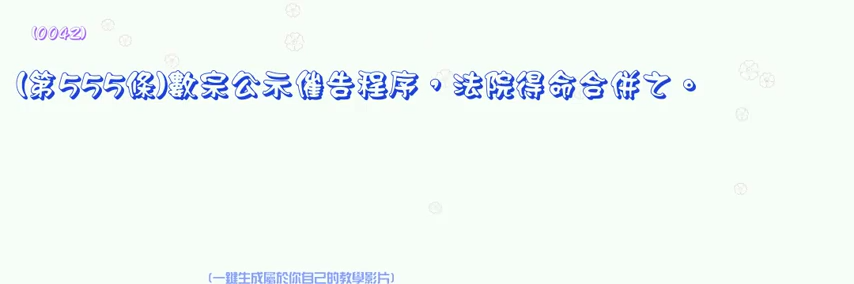 (0042)
(第555條)數宗公示催告程序，法院得命合併之。
(一鍵生成屬於你自己的教學影片)